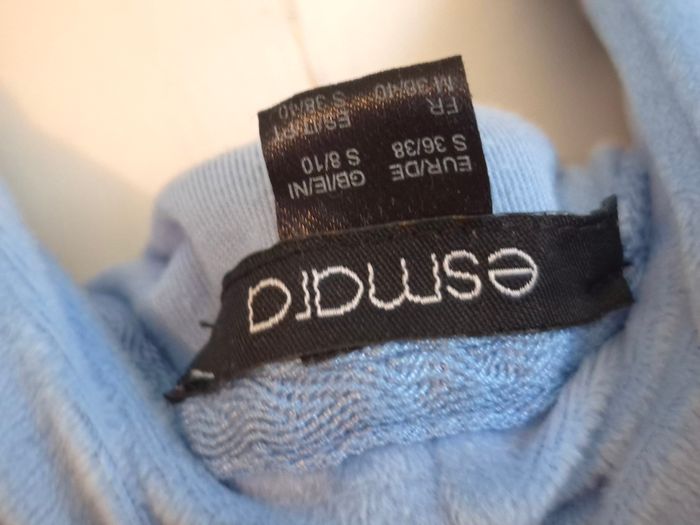 esmara
EUR/DE GB/IE/NI
S 36/38 S 8/10
FR ES/IT/PT
M 38/40 S 38/40